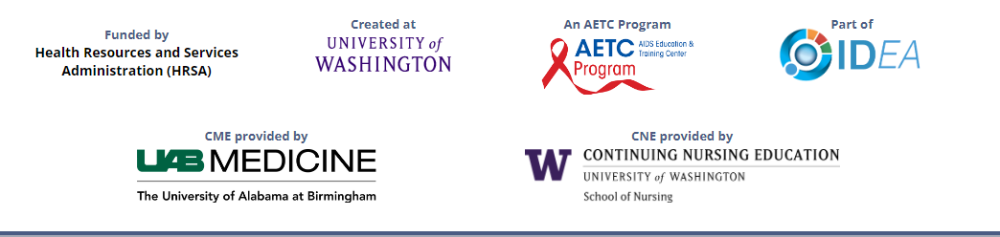 Funded by
Health Resources and Services
Administration (HRSA)
Created at
UNIVERSITY of
WASHINGTON
An AETC Program
AETC AIDS Education &
Training Center
Program
Part of
IDEA
CME provided by
UAB MEDICINE
The University of Alabama at Birmingham
CNE provided by
W CONTINUING NURSING EDUCATION
UNIVERSITY of WASHINGTON
School of Nursing